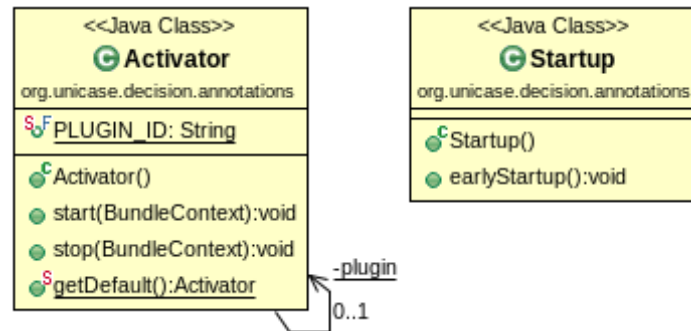 <<Java Class>>
Activator
org.unicase.decision.annotations
PLUGIN_ID: String
Activator()
start(BundleContext):void
stop(BundleContext):void
getDefault():Activator
-plugin
0..1
<<Java Class>>
Startup
org.unicase.decision.annotations
Startup()
earlyStartup():void